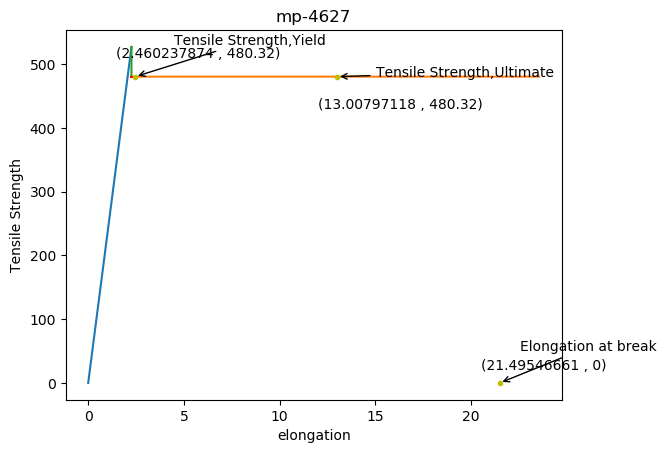 mp-4627
Tensile Strength,Yield
(2.460237874 , 480.32)
Tensile Strength,Ultimate
(13.00797118 , 480.32)
Elongation at break
(21.49546661 , 0)
500
400
300
200
100
0
Tensile Strength
0 5 10 15 20
elongation